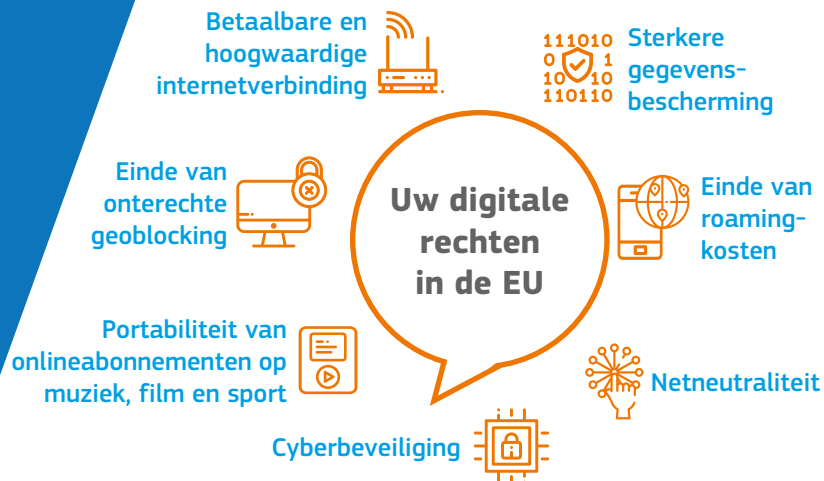 Betaalbare en
hoogwaardige
internetverbinding
111010
0 1
10 10
110110
Sterkere
gegevens-
bescherming
Einde van
onterechte
geoblocking
Uw digitale
rechten
in de EU
Einde van
roaming-
kosten
Portabiliteit van
onlineabonnementen op
muziek, film en sport
Netneutraliteit
Cyberbeveiliging